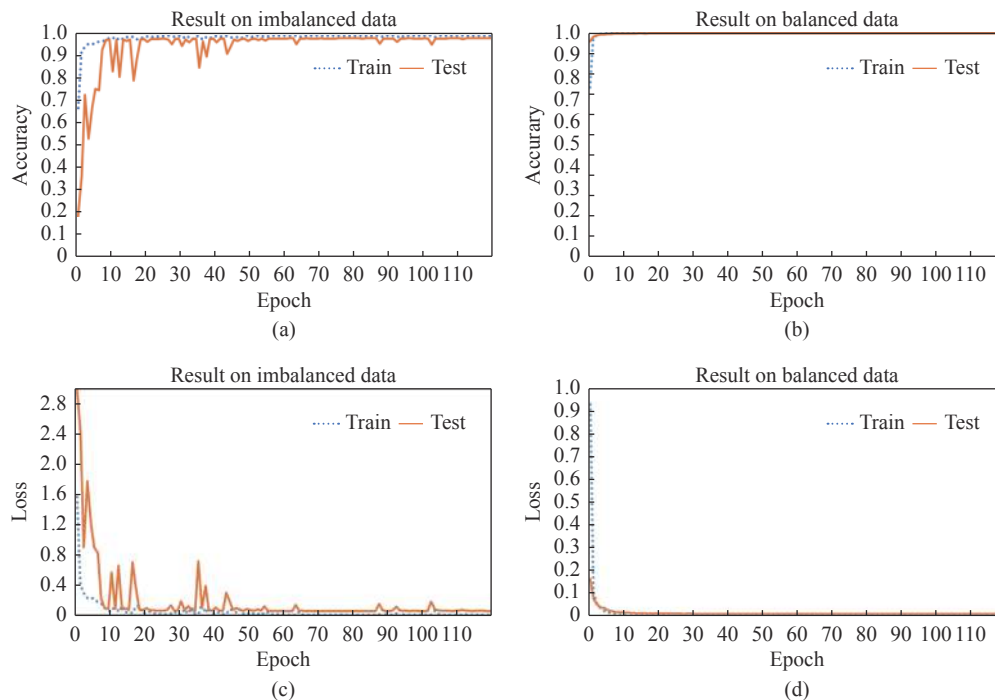 Result on imbalanced data
1.0
0.9
0.8
0.7
0.6
0.5
0.4
0.3
0.2
0.1
0
Accuracy
Train
Test
0 10 20 30 40 50 60 70 80 90 100 110
Epoch
(a)
Result on balanced data
1.0
0.9
0.8
0.7
0.6
0.5
0.4
0.3
0.2
0.1
0
Accurary
Train
Test
0 10 20 30 40 50 60 70 80 90 100 110
Epoch
(b)
Result on imbalanced data
2.8
2.4
2.0
1.6
1.2
0.8
0.4
0
Loss
Train
Test
0 10 20 30 40 50 60 70 80 90 100 110
Epoch
(c)
Result on balanced data
1.0
0.9
0.8
0.7
0.6
0.5
0.4
0.3
0.2
0.1
0
Loss
Train
Test
0 10 20 30 40 50 60 70 80 90 100 110
Epoch
(d)